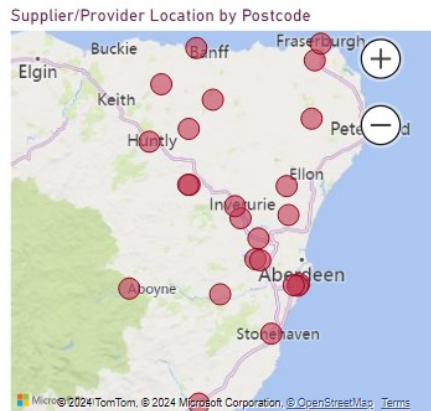 Supplier/Provider Location by Postcode
Fraserburgh
Buckie
Banff
Elgin
Keith
Huntly
Ellon
Inverurie
Aberdeen
Aboyne
Stonehaven
© 2024 TomTom, © 2024 Microsoft Corporation, © OpenStreetMap Terms